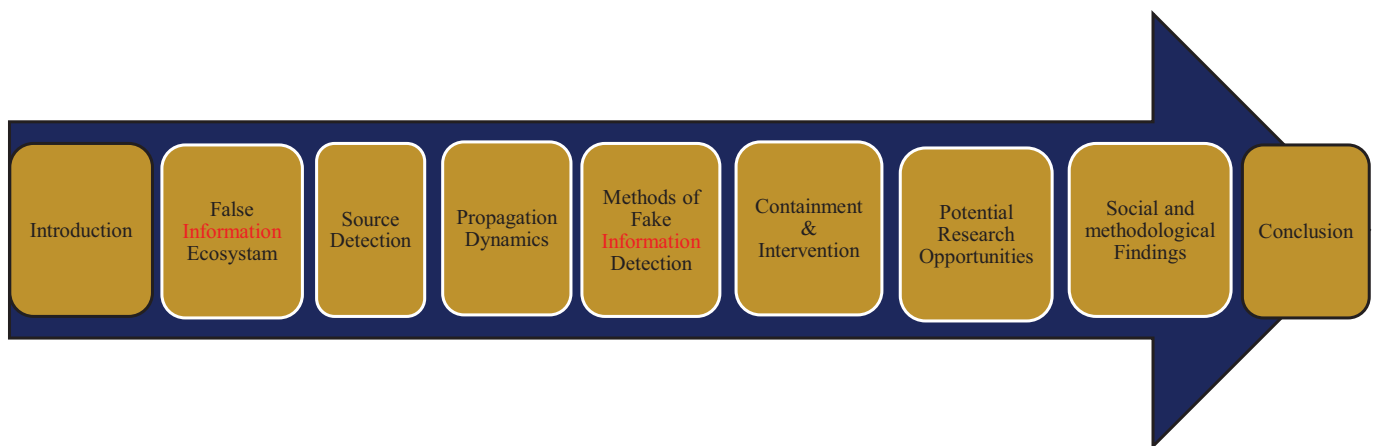 Introduction
False
Information
Ecosystam
Source
Detection
Propagation
Dynamics
Methods of
Fake
Information
Detection
Containment
&
Intervention
Potential
Research
Opportunities
Social and
methodological
Findings
Conclusion